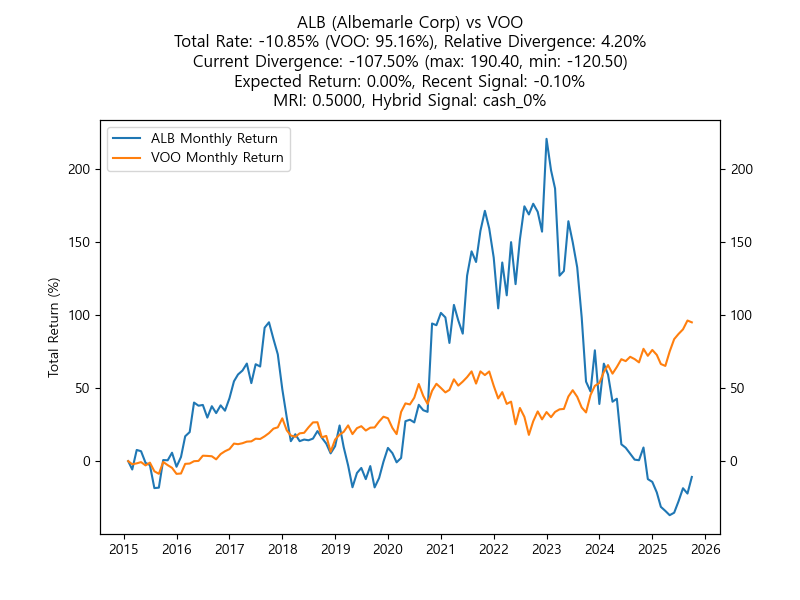 ALB (Albemarle Corp) vs VOO
Total Rate: -10.85% (VOO: 95.16%), Relative Divergence: 4.20%
Current Divergence: -107.50% (max: 190.40, min: -120.50)
Expected Return: 0.00%, Recent Signal: -0.10%
MRI: 0.5000, Hybrid Signal: cash_0%
ALB Monthly Return
VOO Monthly Return
Total Return (%)
200
150
100
50
0
200
150
100
50
0
2015 2016 2017 2018 2019 2020 2021 2022 2023 2024 2025 2026